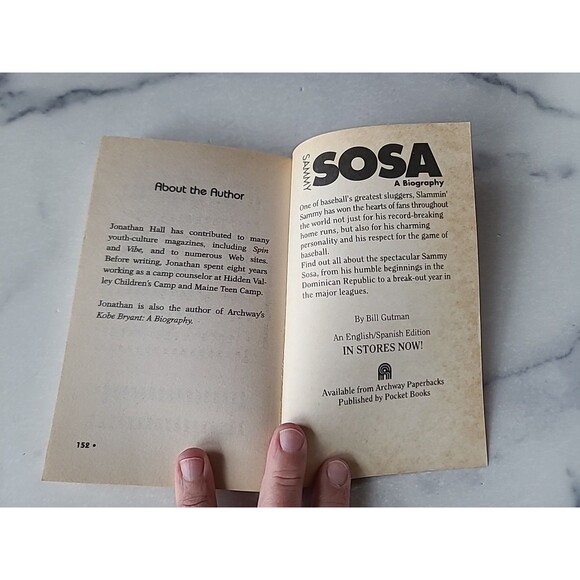 About the Author
Jonathan Hall has contributed to many
youth-culture magazines, including Spin
and Vibe, and to numerous Web sites.
Before writing, Jonathan spent eight years
working as a camp counselor at Hidden Val-
ley Children's Camp and Maine Teen Camp.
Jonathan is also the author of Archway's
Kobe Bryant: A Biography.
152 •
SAMMY
SOSA
A Biography
One of baseball's greatest sluggers, Slammin'
Sammy has won the hearts of fans throughout
the world not just for his record-breaking
home runs, but also for his charming
personality and his respect for the game of
baseball.
Find out all about the spectacular Sammy
Sosa, from his humble beginnings in the
Dominican Republic to a break-out year in
the major leagues.
By Bill Gutman
An English/Spanish Edition
IN STORES NOW!
Available from Archway Paperbacks
Published by Pocket Books